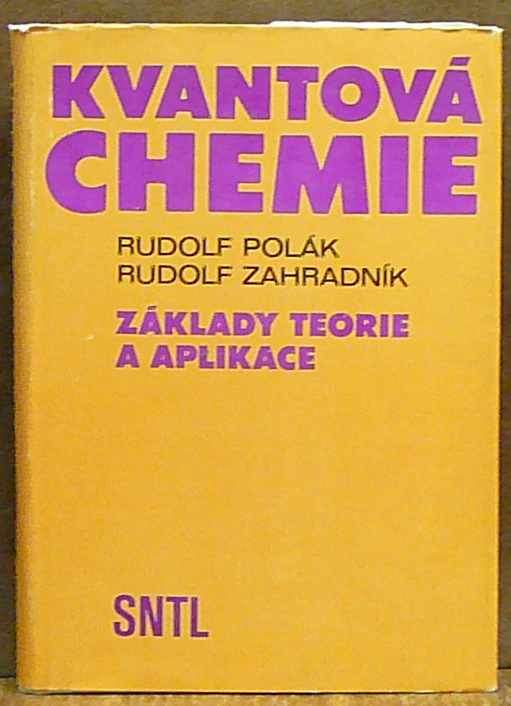 KVANTOVÁ
CHEMIE
RUDOLF POLÁK
RUDOLF ZAHRADNÍK
ZÁKLADY TEORIE
A APLIKACE
SNTL